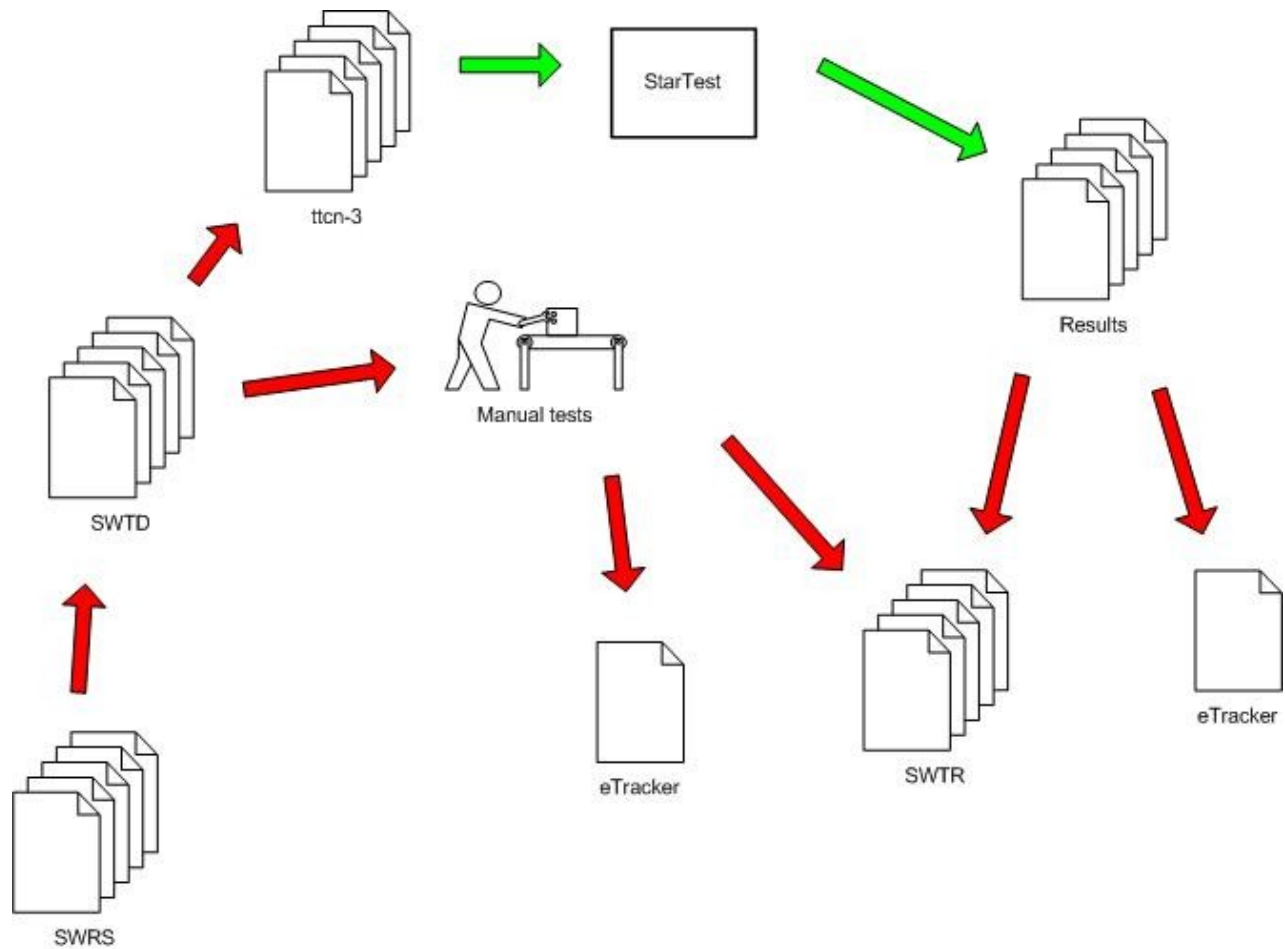 StarTest
ttcn-3
Results
Manual tests
SWTD
eTracker
SWTR
eTracker
SWRS